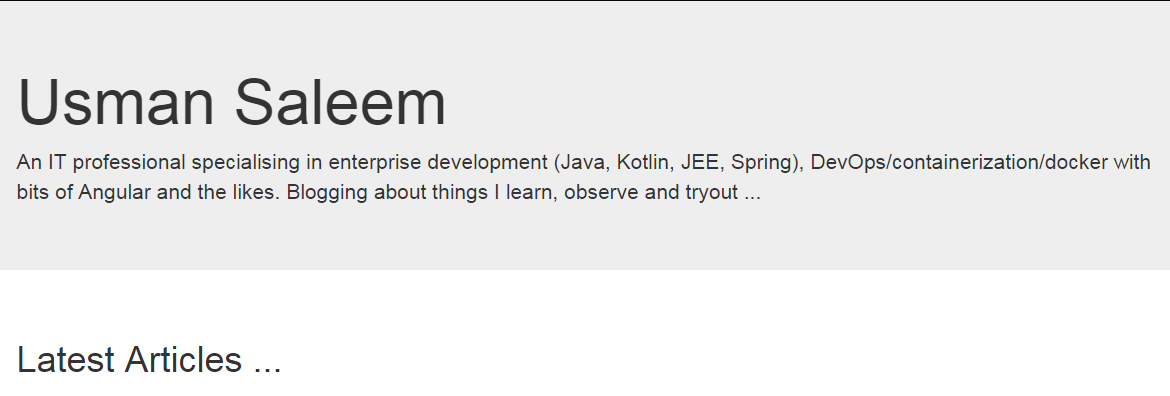 Usman Saleem
An IT professional specialising in enterprise development (Java, Kotlin, JEE, Spring), DevOps/containerization/docker with
bits of Angular and the likes. Blogging about things I learn, observe and tryout ...
Latest Articles ...